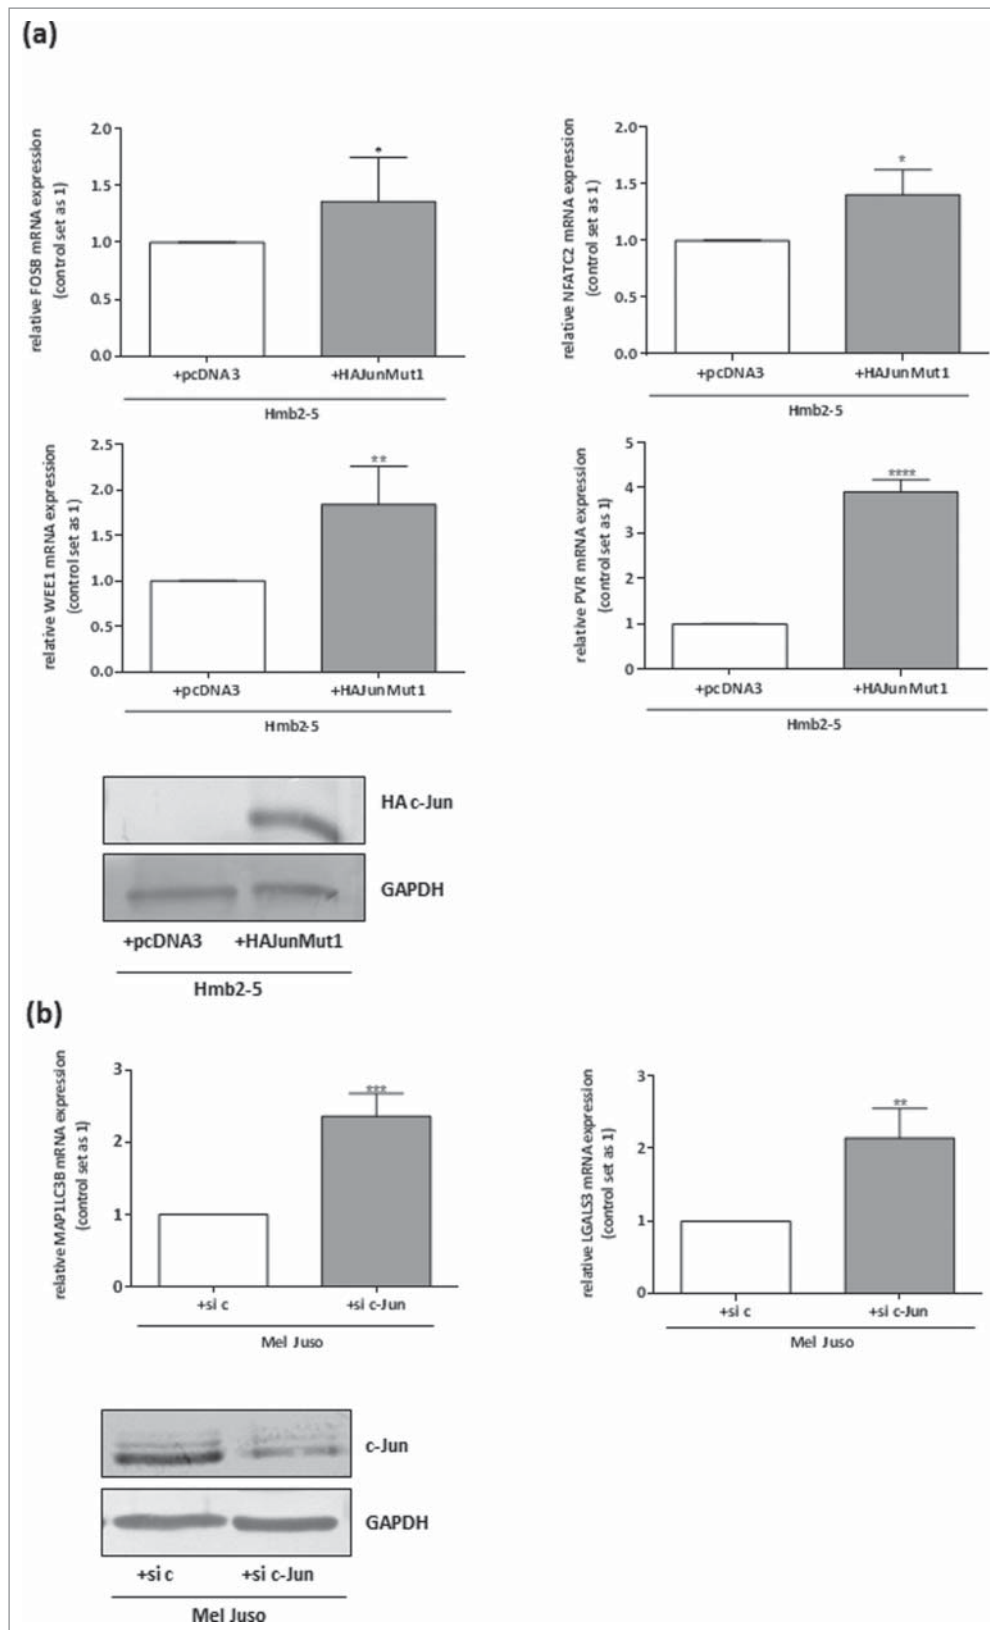 (a)
relative FOSB mRNA expression
(control set as 1)
2.0
1.5
1.0
0.5
0.0
*
+pcDNA3
+HAJunMut1
Hmb2-5
relative NFATC2 mRNA expression
(control set as 1)
2.0
1.5
1.0
0.5
0.0
*
+pcDNA3
+HAJunMut1
Hmb2-5
relative WEE1 mRNA expression
(control set as 1)
2.5
2.0
1.5
1.0
0.5
0.0
**
+pcDNA3
+HAJunMut1
Hmb2-5
relative PVR mRNA expression
(control set as 1)
5
4
3
2
1
0
****
+pcDNA3
+HAJunMut1
Hmb2-5
HA c-Jun
GAPDH
+pcDNA3
+HAJunMut1
Hmb2-5
(b)
relative MAP1LC3B mRNA expression
(control set as 1)
3
2
1
0
***
+si c
+si c-Jun
Mel Juso
relative LGALS3 mRNA expression
(control set as 1)
3
2
1
0
**
+si c
+si c-Jun
Mel Juso
c-Jun
GAPDH
+si c
+si c-Jun
Mel Juso